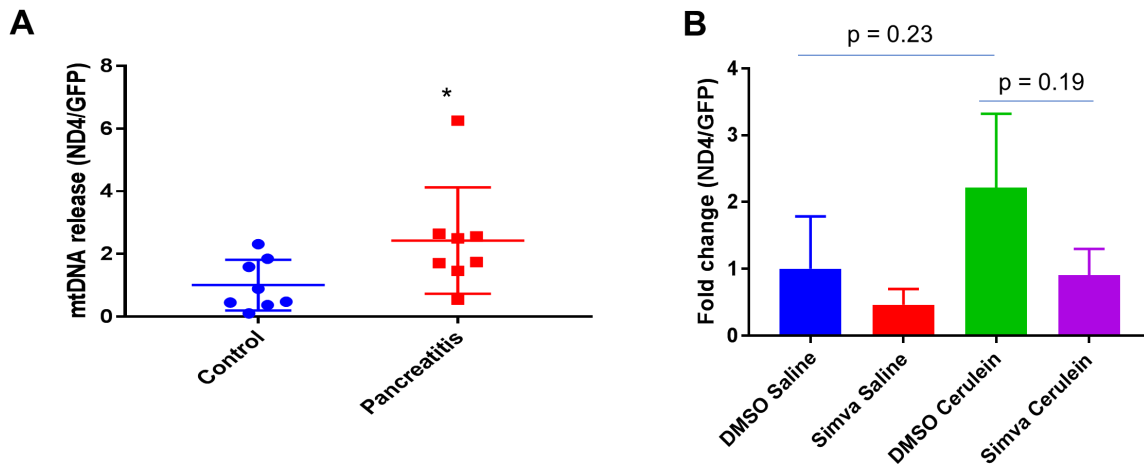 A
mtDNA release (ND4/GFP)
8
6
4
2
0
*
Control
Pancreatitis
B
p = 0.23
p = 0.19
Fold change (ND4/GFP)
4
3
2
1
0
DMSO Saline
Simva Saline
DMSO Cerulein
Simva Cerulein